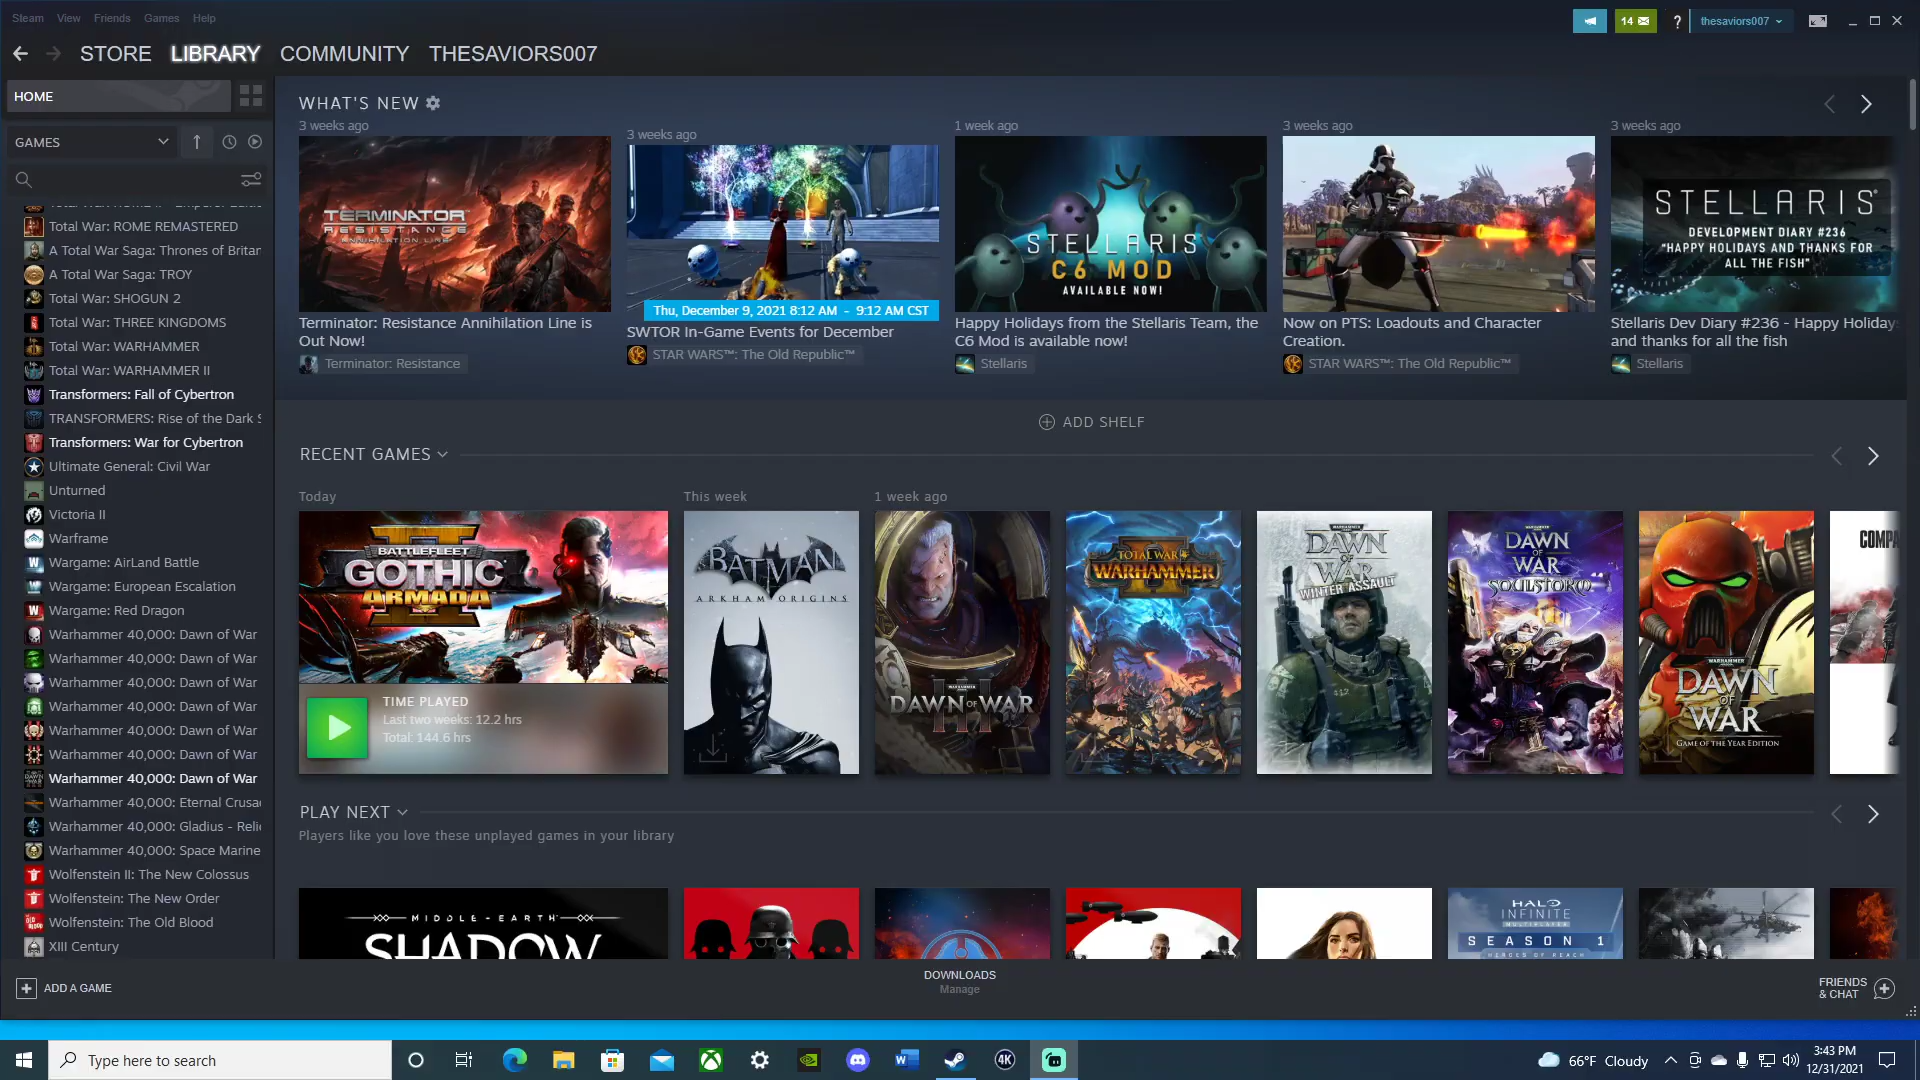 Steam View Friends Games Help
14
?
thesaviors007
STORE LIBRARY COMMUNITY THESAVIORS007
HOME
GAMES
Total War: ROME REMASTERED
A Total War Saga: Thrones of Britan
A Total War Saga: TROY
Total War: SHOGUN 2
Total War: THREE KINGDOMS
Total War: WARHAMMER
Total War: WARHAMMER II
Transformers: Fall of Cybertron
TRANSFORMERS: Rise of the Dark S
Transformers: War for Cybertron
Ultimate General: Civil War
Unturned
Victoria II
Warframe
Wargame: AirLand Battle
Wargame: European Escalation
Wargame: Red Dragon
Warhammer 40,000: Dawn of War
Warhammer 40,000: Dawn of War
Warhammer 40,000: Dawn of War
Warhammer 40,000: Dawn of War
Warhammer 40,000: Dawn of War
Warhammer 40,000: Dawn of War
Warhammer 40,000: Dawn of War
Warhammer 40,000: Eternal Crusa
Warhammer 40,000: Gladius - Reli
Warhammer 40,000: Space Marine
Wolfenstein II: The New Colossus
Wolfenstein: The New Order
Wolfenstein: The Old Blood
XIII Century
ADD A GAME
WHAT'S NEW
3 weeks ago
TERMINATOR
RESISTANCE
ANNIHILATION LINE
Terminator: Resistance Annihilation Line is
Out Now!
Terminator: Resistance
3 weeks ago
Thu, December 9, 2021 8:12 AM - 9:12 AM CST
SWTOR In-Game Events for December
STAR WARS™: The Old Republic™
1 week ago
STELLARIS
C6 MOD
AVAILABLE NOW!
Happy Holidays from the Stellaris Team, the
C6 Mod is available now!
Stellaris
3 weeks ago
Now on PTS: Loadouts and Character
Creation.
STAR WARS™: The Old Republic™
3 weeks ago
STELLARIS®
DEVELOPMENT DIARY #236
"HAPPY HOLIDAYS AND THANKS FOR
ALL THE FISH"
Stellaris Dev Diary #236 - Happy Holiday
and thanks for all the fish
Stellaris
ADD SHELF
RECENT GAMES
Today
BATTLEFLEET
GOTHIC
ARMADA
II
TIME PLAYED
Last two weeks: 12.2 hrs
Total: 144.6 hrs
This week
BATMAN
ARKHAM ORIGINS
1 week ago
WARHAMMER
DAWN OF WAR
III
TOTAL WAR
WARHAMMER
II
WARHAMMER
DAWN
OF
WAR
WINTER ASSAULT
WARHAMMER
DAWN
OF
WAR
SOULSTORM
WARHAMMER
DAWN
OF
WAR
GAME OF THE YEAR EDITION
COMPA
PLAY NEXT
Players like you love these unplayed games in your library
MIDDLE-EARTH
SHADOW
HALO
INFINITE
MULTIPLAYER
SEASON 1
HEROES OF REACH
DOWNLOADS
Manage
FRIENDS
& CHAT
Type here to search
4K
66°F Cloudy
3:43 PM
12/31/2021